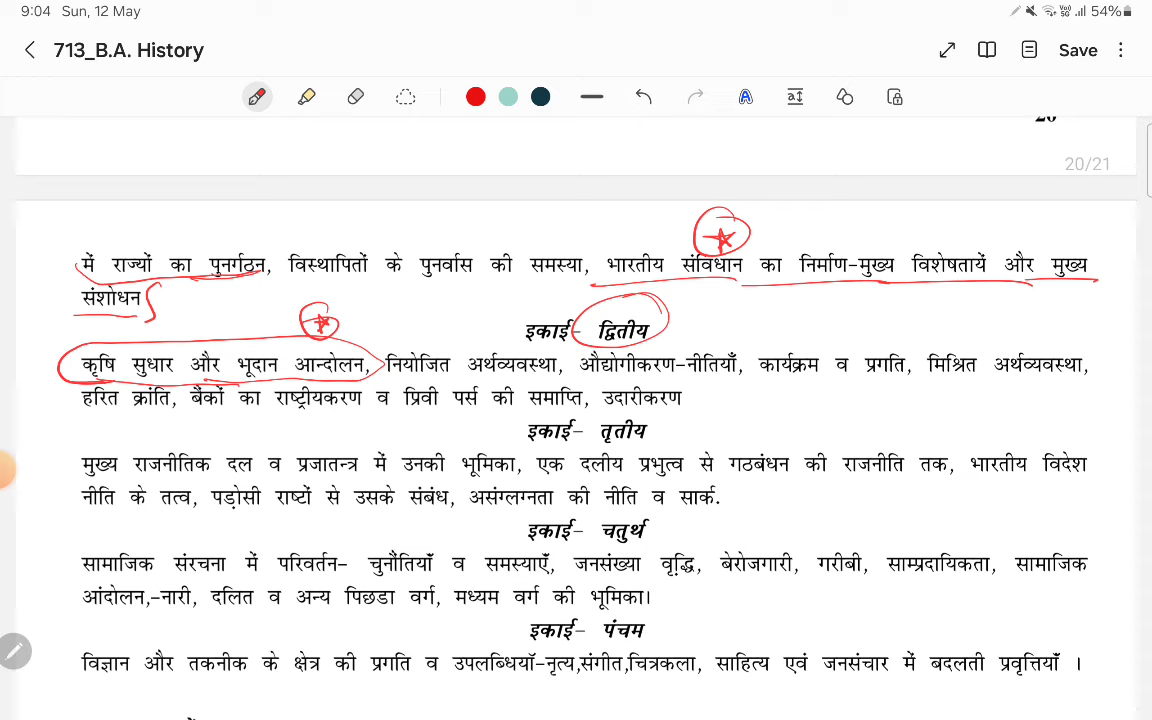 9:04 Sun, 12 May 54%
713_B.A. History Save
20/21
में राज्यों का पुनर्गठन, विस्थापितों के पुनर्वास की समस्या, भारतीय संविधान का निर्माण-मुख्य विशेषतायें और मुख्य
संशोधन
इकाई- द्वितीय
कृषि सुधार और भूदान आन्दोलन, नियोजित अर्थव्यवस्था, औद्योगीकरण-नीतियाँ, कार्यक्रम व प्रगति, मिश्रित अर्थव्यवस्था,
हरित क्रांति, बैंकों का राष्ट्रीयकरण व प्रिवी पर्स की समाप्ति, उदारीकरण
इकाई- तृतीय
मुख्य राजनीतिक दल व प्रजातन्त्र में उनकी भूमिका, एक दलीय प्रभुत्व से गठबंधन की राजनीति तक, भारतीय विदेश
नीति के तत्व, पड़ोसी राष्टों से उसके संबंध, असंग्लग्नता की नीति व सार्क.
इकाई- चतुर्थ
सामाजिक संरचना में परिवर्तन- चुनौतियाँ व समस्याएँ, जनसंख्या वृद्धि, बेरोजगारी, गरीबी, साम्प्रदायिकता, सामाजिक
आंदोलन,-नारी, दलित व अन्य पिछडा वर्ग, मध्यम वर्ग की भूमिका।
इकाई- पंचम
विज्ञान और तकनीक के क्षेत्र की प्रगति व उपलब्धियॉ-नृत्य,संगीत,चित्रकला, साहित्य एवं जनसंचार में बदलती प्रवृत्तियाँ ।